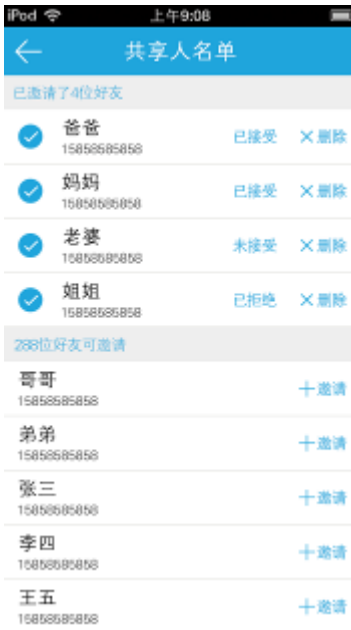 iPod 上午9:08
共享人名单
已邀请了4位好友
爸爸
15858585858
已接受 删除
妈妈
15858585858
已接受 删除
老婆
15858585858
未接受 删除
姐姐
15858585858
已拒绝 删除
288位好友可邀请
哥哥
15858585858
+邀请
弟弟
15858585858
+邀请
张三
15858585858
+邀请
李四
15858585858
+邀请
王五
15858585858
+邀请